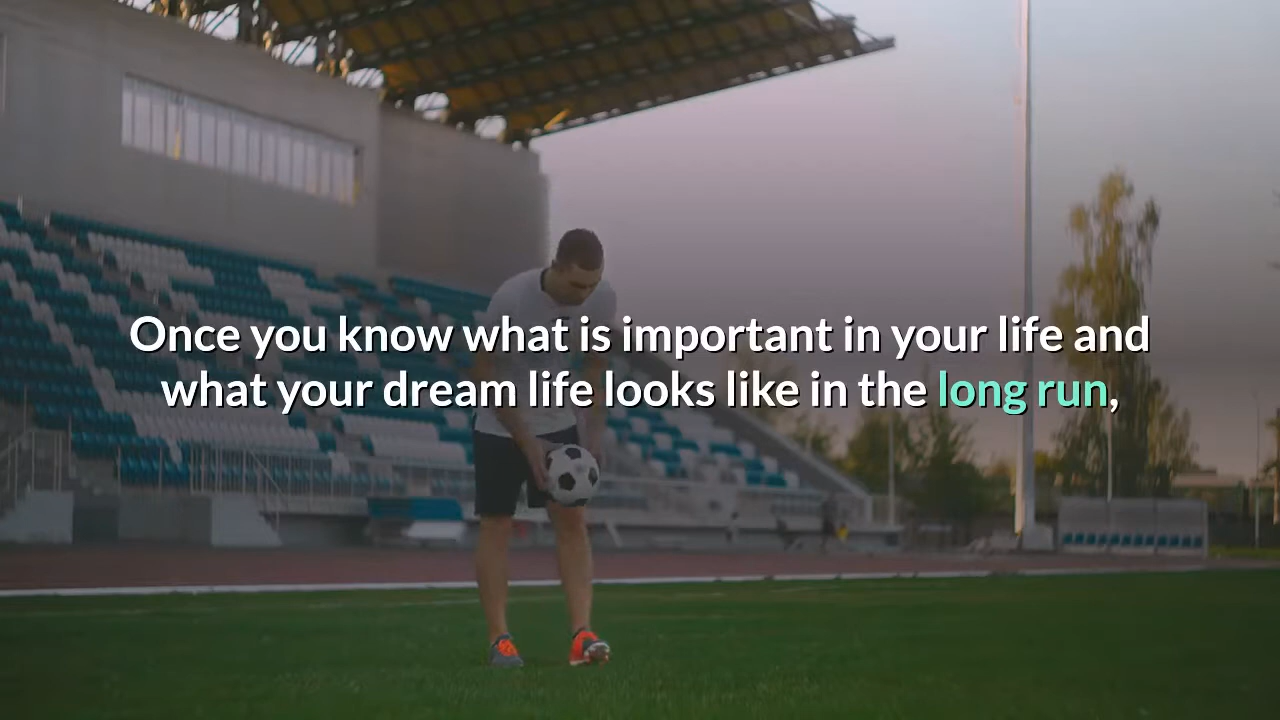 Once you know what is important in your life and
what your dream life looks like in the long run,